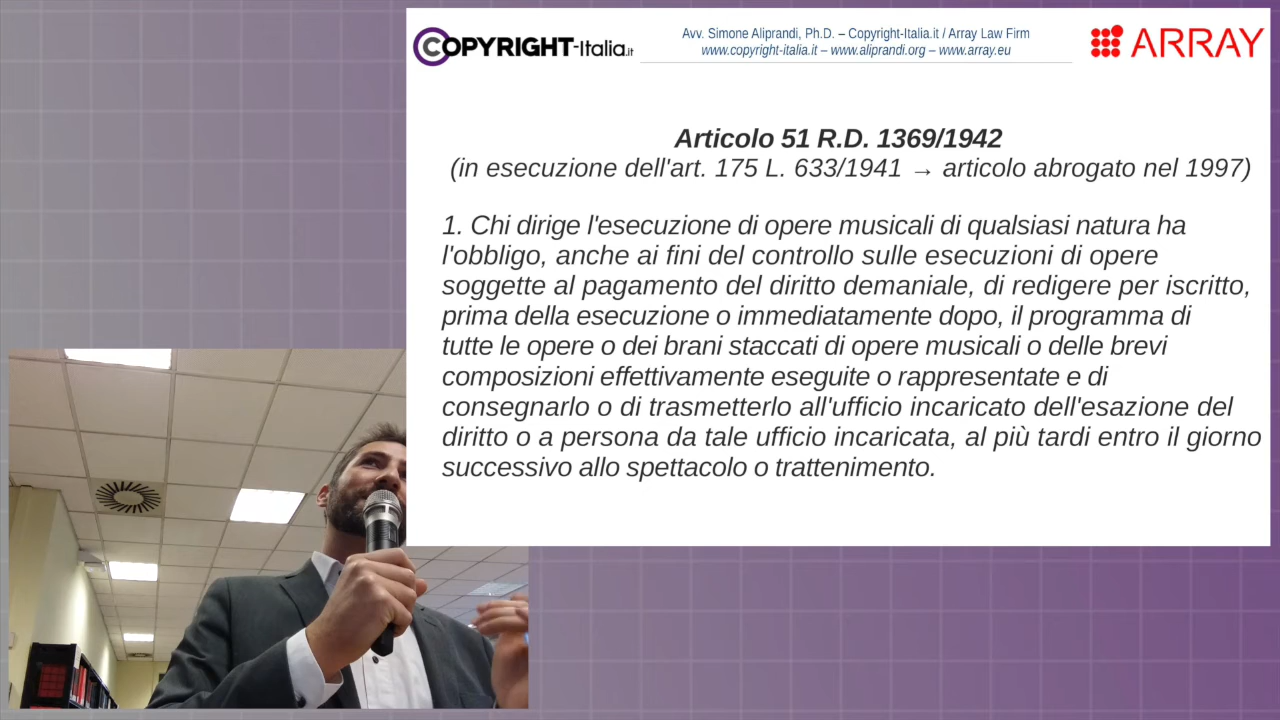 COPYRIGHT-Italia.it
Avv. Simone Aliprandi, Ph.D. – Copyright-Italia.it / Array Law Firm
www.copyright-italia.it – www.aliprandi.org – www.array.eu
ARRAY
Articolo 51 R.D. 1369/1942
(in esecuzione dell'art. 175 L. 633/1941 → articolo abrogato nel 1997)
1. Chi dirige l'esecuzione di opere musicali di qualsiasi natura ha
l'obbligo, anche ai fini del controllo sulle esecuzioni di opere
soggette al pagamento del diritto demaniale, di redigere per iscritto,
prima della esecuzione o immediatamente dopo, il programma di
tutte le opere o dei brani staccati di opere musicali o delle brevi
composizioni effettivamente eseguite o rappresentate e di
consegnarlo o di trasmetterlo all'ufficio incaricato dell'esazione del
diritto o a persona da tale ufficio incaricata, al più tardi entro il giorno
successivo allo spettacolo o trattenimento.